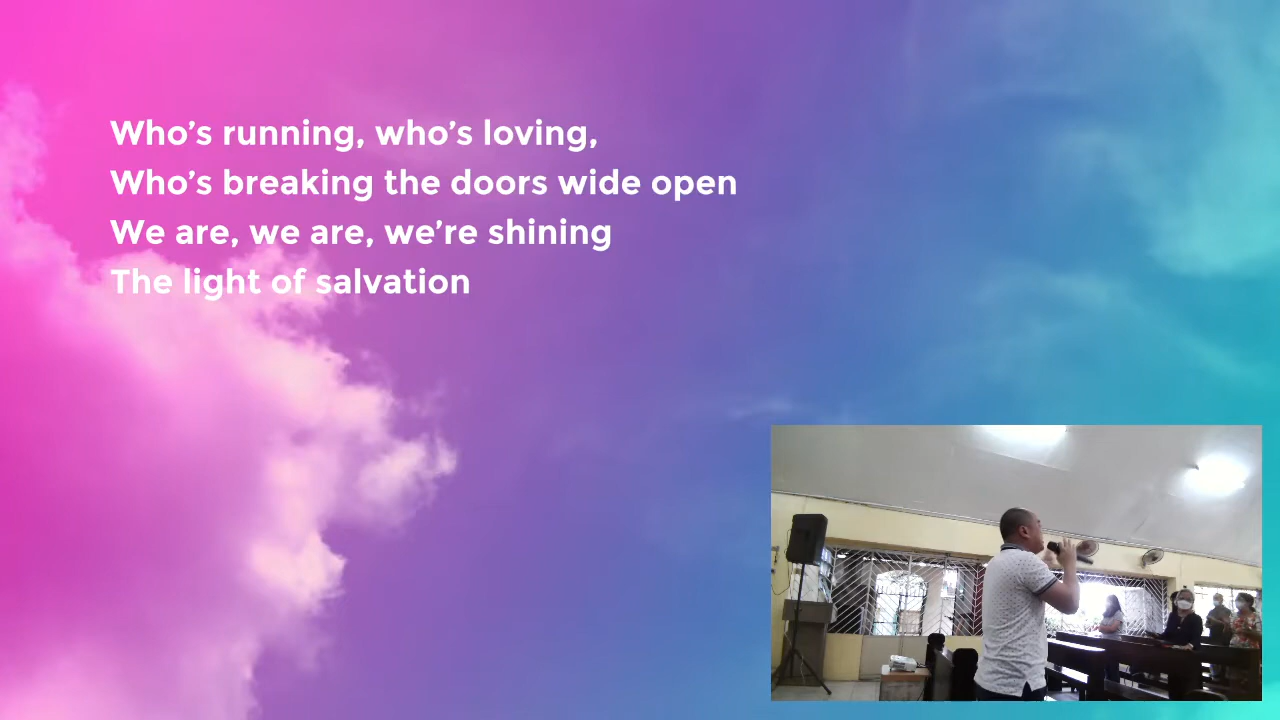 Who's running, who's loving,
Who's breaking the doors wide open
We are, we are, we're shining
The light of salvation